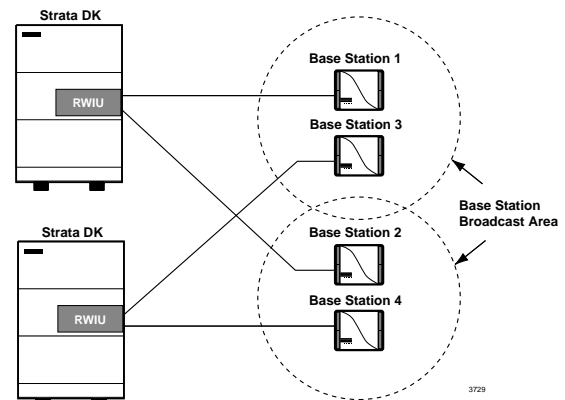 Strata DK
RWIU
Base Station 1
Base Station 3
Base Station
Broadcast Area
Strata DK
RWIU
Base Station 2
Base Station 4
3729